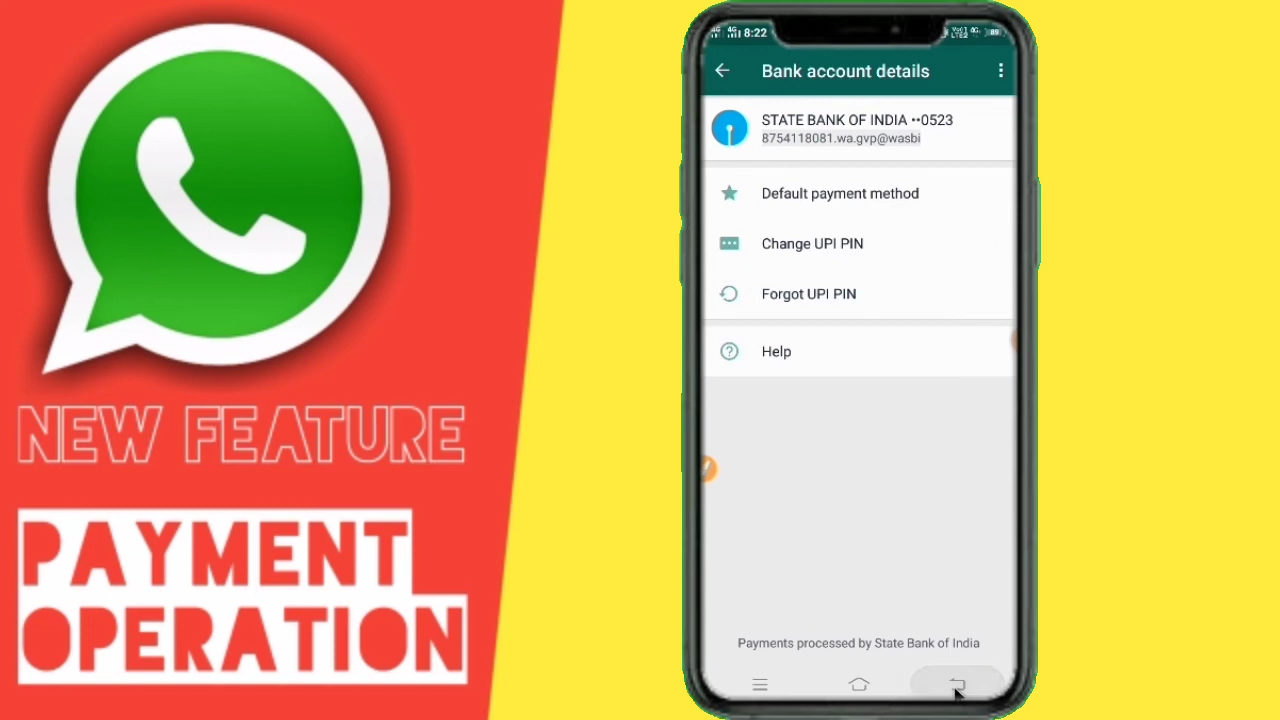 NEW FEATURE
PAYMENT
OPERATION
8:22
Bank account details
STATE BANK OF INDIA ••0523
8754118081.wa.gvp@wasbi
Default payment method
Change UPI PIN
Forgot UPI PIN
Help
Payments processed by State Bank of India